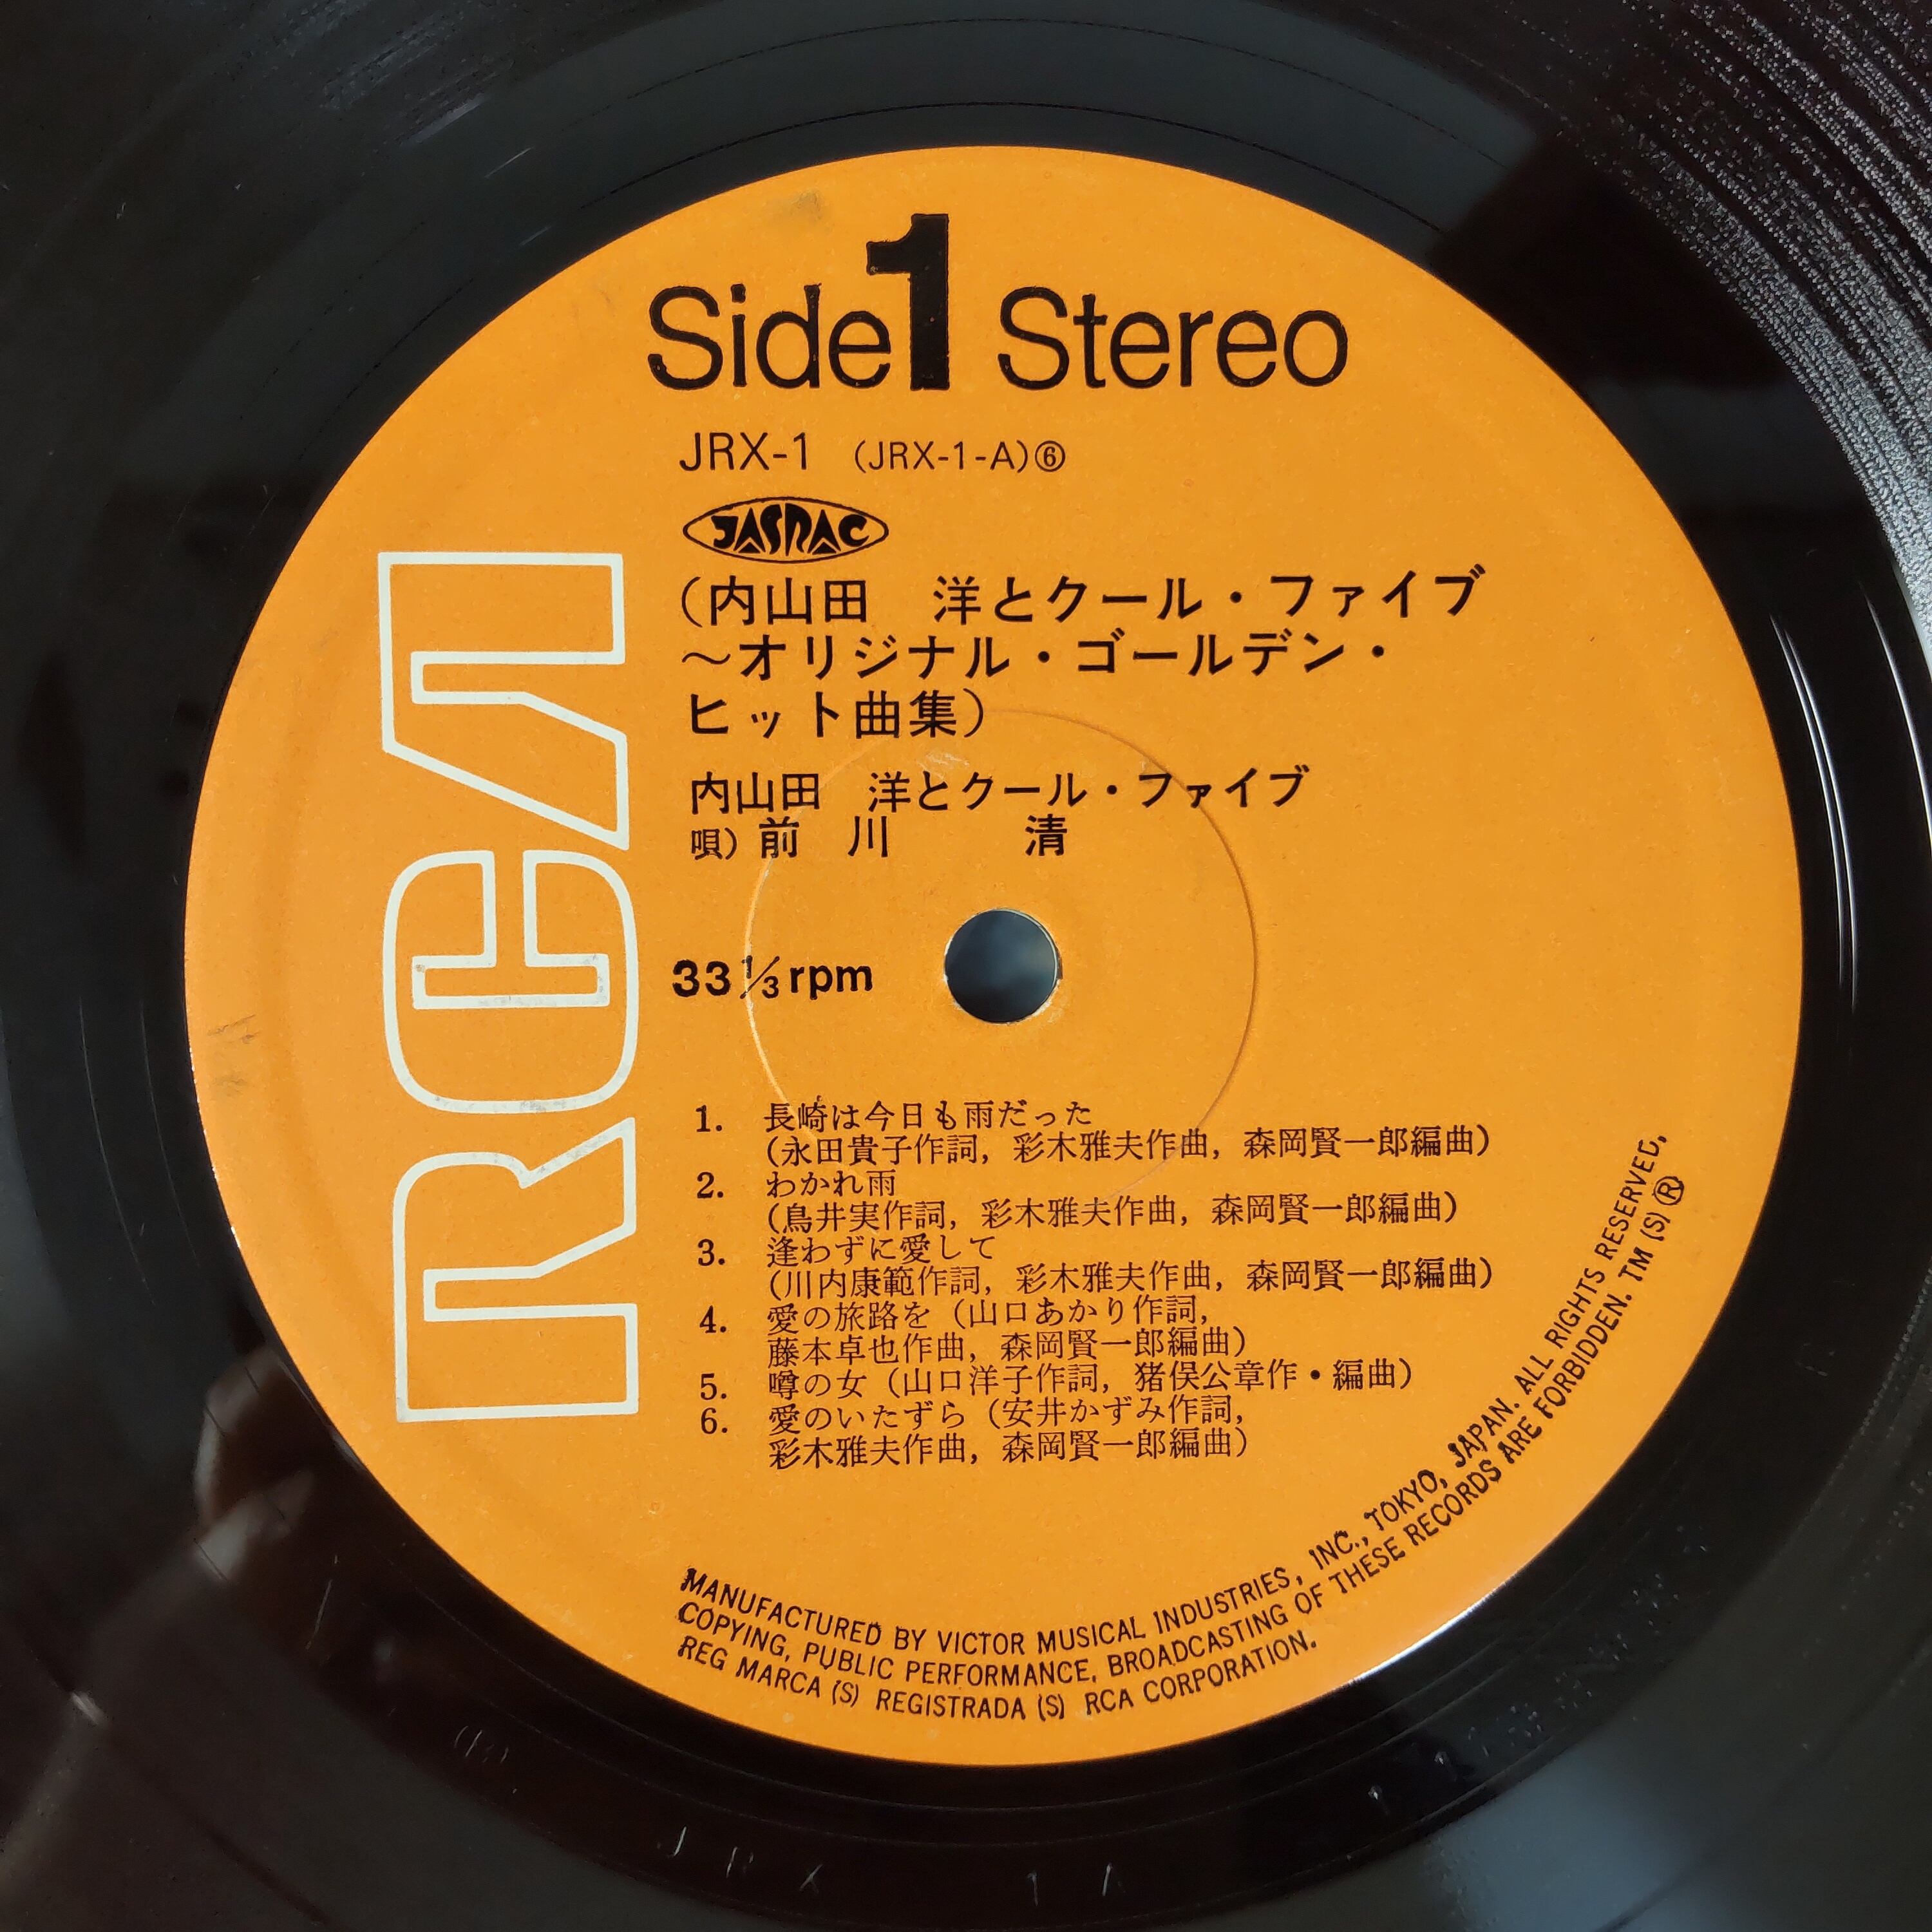 Side 1 Stereo
JRX-1 (JRX-1-A)⑥
JASRAC
(内山田 洋とクール・ファイブ
〜オリジナル・ゴールデン・
ヒット曲集)
内山田 洋とクール・ファイブ
唄)前 川 清
33 1/3 rpm
RCA
1. 長崎は今日も雨だった
(永田貴子作詞, 彩木雅夫作曲, 森岡賢一郎編曲)
2. わかれ雨
(鳥井実作詞, 彩木雅夫作曲, 森岡賢一郎編曲)
3. 逢わずに愛して
(川内康範作詞, 彩木雅夫作曲, 森岡賢一郎編曲)
4. 愛の旅路を (山口あかり作詞,
藤本卓也作曲, 森岡賢一郎編曲)
5. 噂の女 (山口洋子作詞, 猪俣公章作・編曲)
6. 愛のいたずら (安井かずみ作詞,
彩木雅夫作曲, 森岡賢一郎編曲)
MANUFACTURED BY VICTOR MUSICAL INDUSTRIES, INC., TOKYO, JAPAN. ALL RIGHTS RESERVED,
COPYING, PUBLIC PERFORMANCE, BROADCASTING OF THESE RECORDS ARE FORBIDDEN. TM (S) ®
REG MARCA (S) REGISTRADA (S) RCA CORPORATION.
JRX 1 A